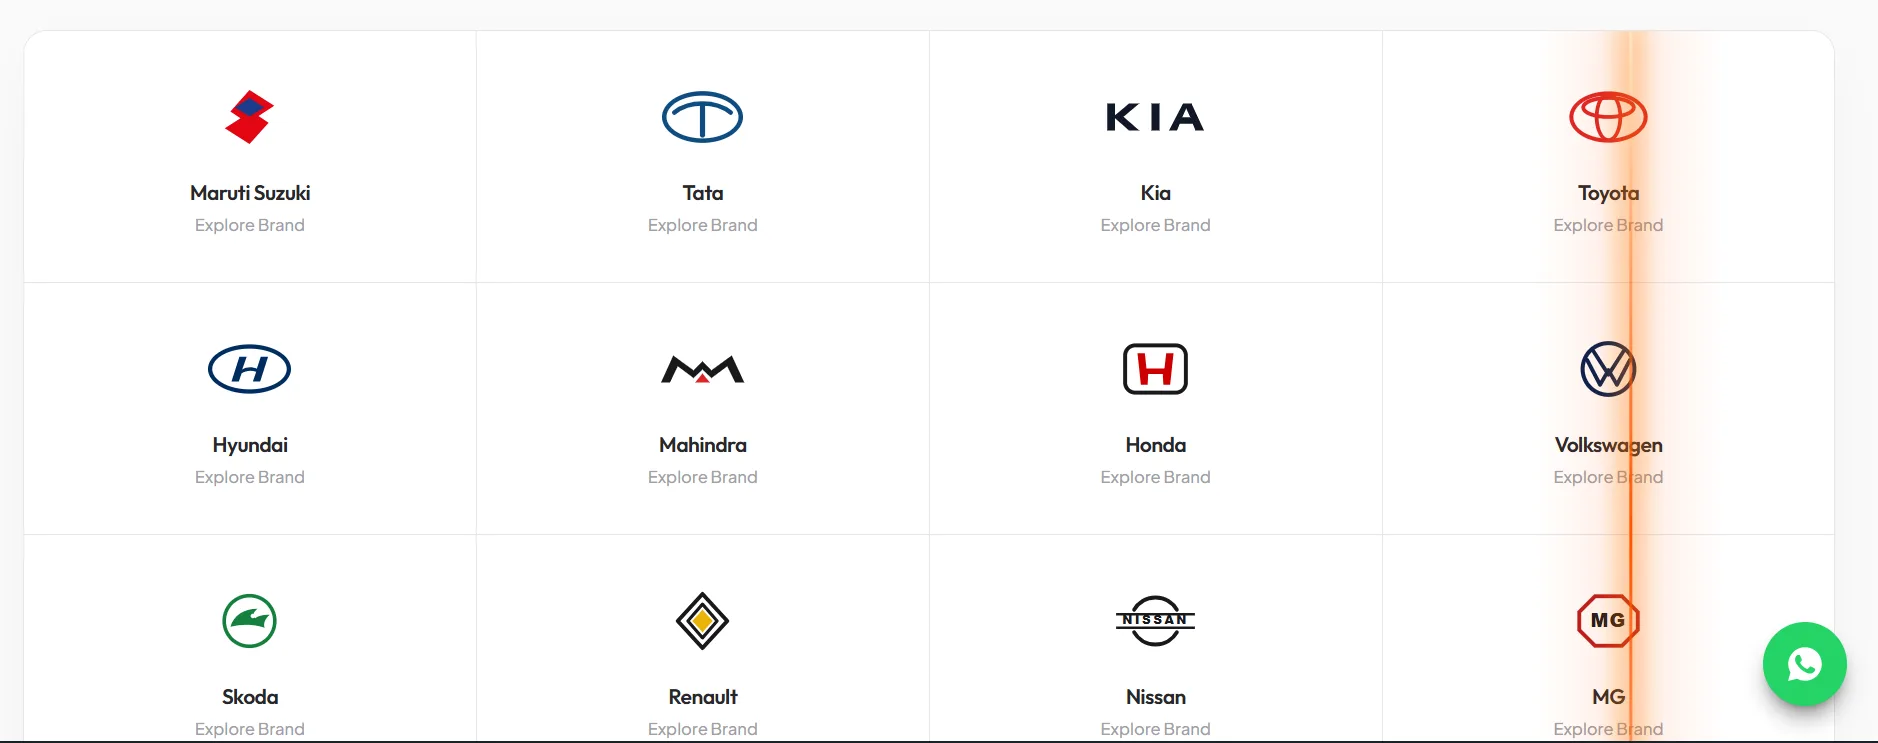 KIA
Maruti Suzuki
Tata
Kia
Toyota
Explore Brand
Explore Brand
Explore Brand
Explore Brand
H
H
Hyundai
Mahindra
Honda
Volkswagen
Explore Brand
Explore Brand
Explore Brand
Explore Brand
NISSAN
MG
Skoda
Renault
Nissan
MG
Explore Brand
Explore Brand
Explore Brand
Explore Brand